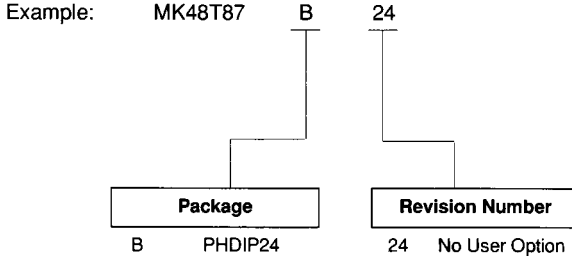 Example: MK48T87 B 24
Package Revision Number
B PHDIP24 24 No User Option